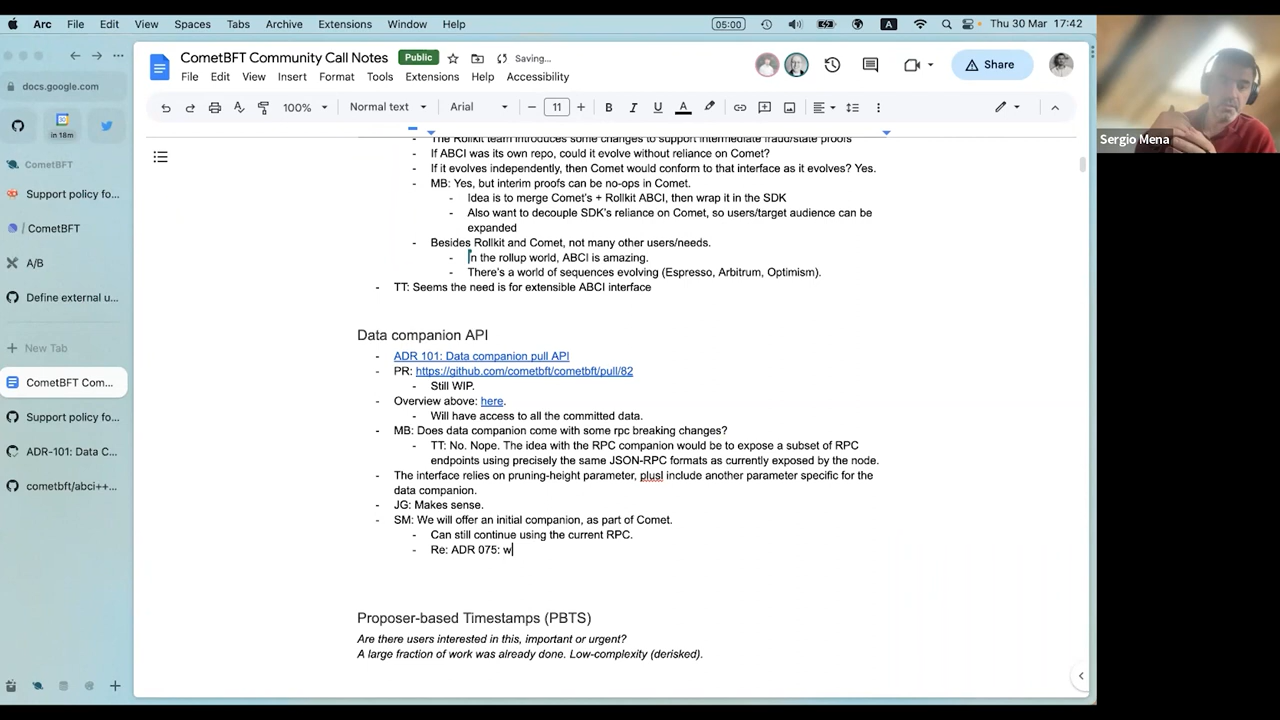 Arc File Edit View Spaces Tabs Archive Extensions Window Help 05:00 A Thu 30 Mar 17:42
docs.google.com
in 18m
CometBFT
Support policy fo...
/ CometBFT
A/B
Define external u...
New Tab
CometBFT Com...
Support policy fo...
ADR-101: Data C...
cometbft/abci++...
CometBFT Community Call Notes Public Saving...
File Edit View Insert Format Tools Extensions Help Accessibility
Share
100% Normal text Arial 11 B I U A
- The Rollkit team introduces some changes to support intermediate fraud/state proofs
- If ABCI was its own repo, could it evolve without reliance on Comet?
- If it evolves independently, then Comet would conform to that interface as it evolves? Yes.
- MB: Yes, but interim proofs can be no-ops in Comet.
- Idea is to merge Comet's + Rollkit ABCI, then wrap it in the SDK
- Also want to decouple SDK's reliance on Comet, so users/target audience can be
expanded
- Besides Rollkit and Comet, not many other users/needs.
- In the rollup world, ABCI is amazing.
- There's a world of sequences evolving (Espresso, Arbitrum, Optimism).
- TT: Seems the need is for extensible ABCI interface
Data companion API
- ADR 101: Data companion pull API
- PR: https://github.com/cometbft/cometbft/pull/82
- Still WIP.
- Overview above: here.
- Will have access to all the committed data.
- MB: Does data companion come with some rpc breaking changes?
- TT: No. Nope. The idea with the RPC companion would be to expose a subset of RPC
endpoints using precisely the same JSON-RPC formats as currently exposed by the node.
- The interface relies on pruning-height parameter, plusI include another parameter specific for the
data companion.
- JG: Makes sense.
- SM: We will offer an initial companion, as part of Comet.
- Can still continue using the current RPC.
- Re: ADR 075: w
Proposer-based Timestamps (PBTS)
Are there users interested in this, important or urgent?
A large fraction of work was already done. Low-complexity (derisked).
Sergio Mena